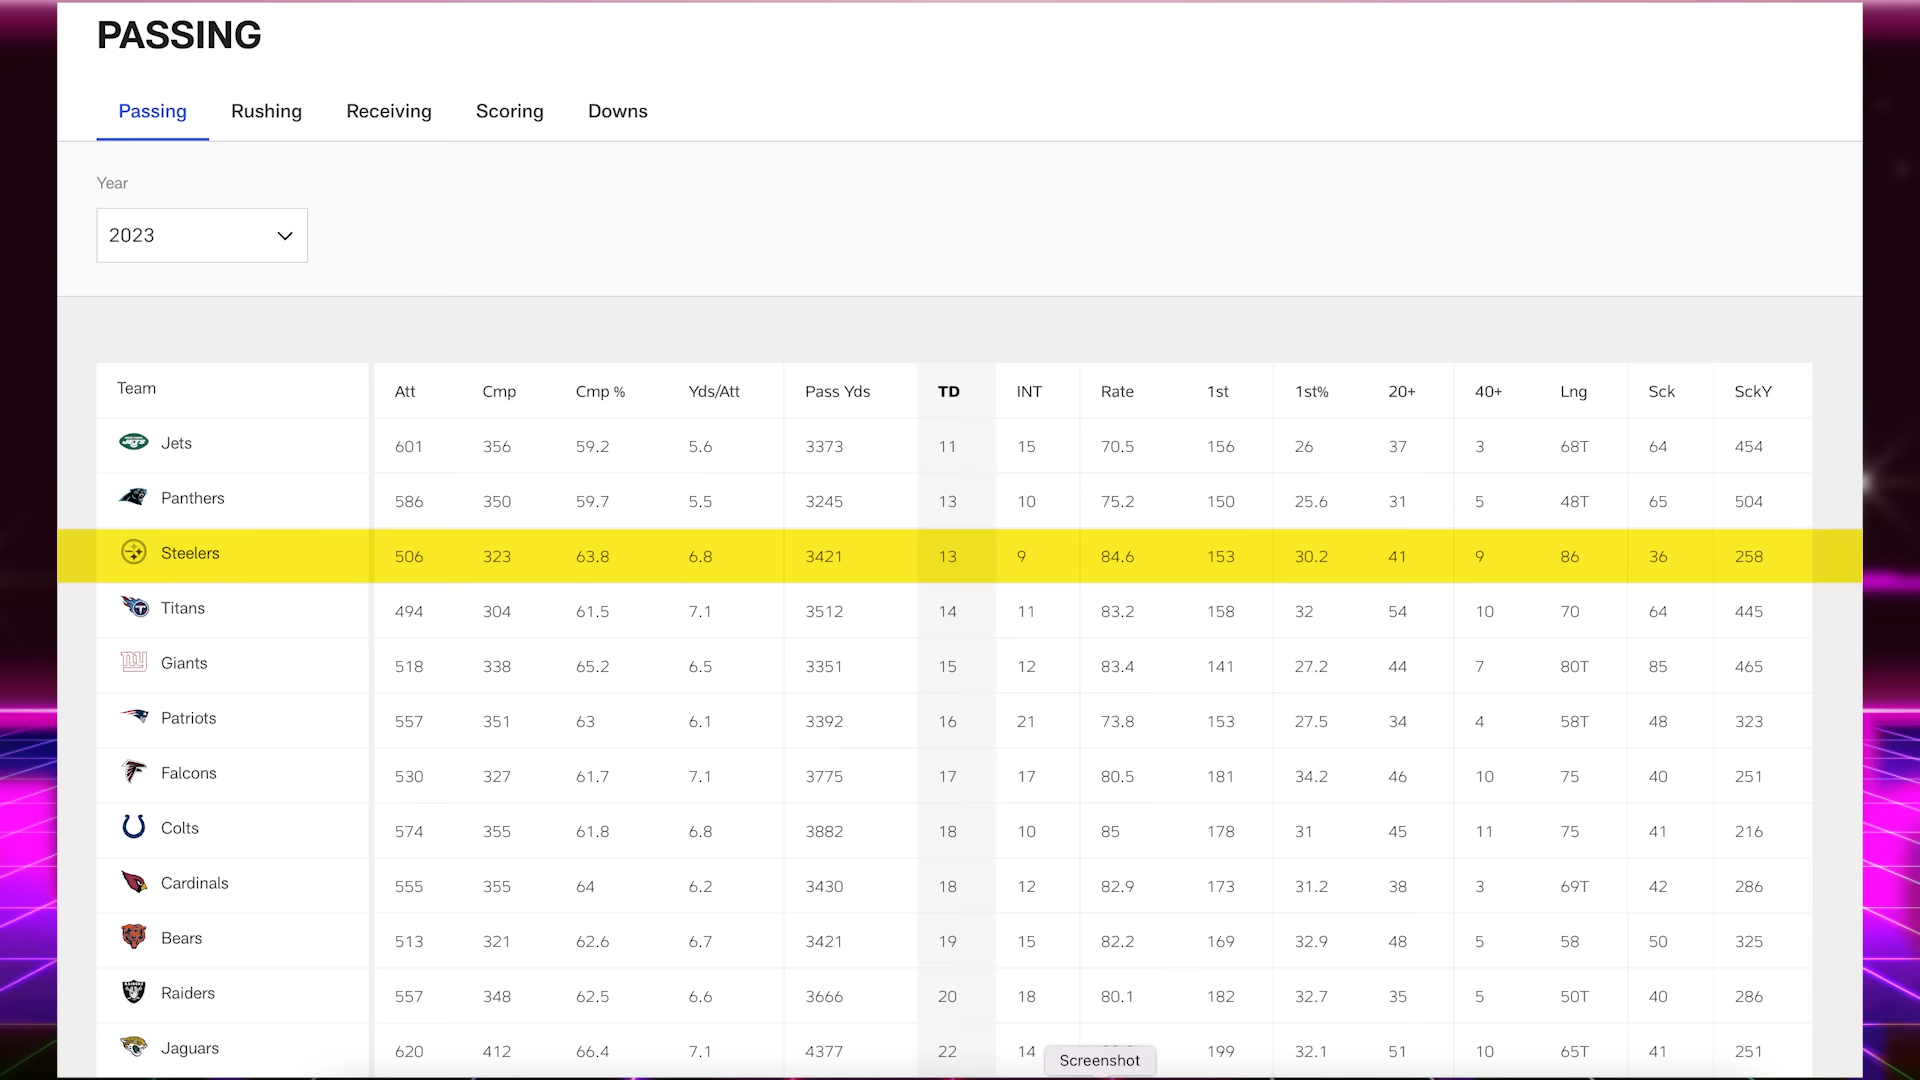 PASSING
Passing Rushing Receiving Scoring Downs
Year
2023
Team Att Cmp Cmp % Yds/Att Pass Yds TD INT Rate 1st 1st% 20+ 40+ Lng Sck SckY
Jets 601 356 59.2 5.6 3373 11 15 70.5 156 26 37 3 68T 64 454
Panthers 586 350 59.7 5.5 3245 13 10 75.2 150 25.6 31 5 48T 65 504
Steelers 506 323 63.8 6.8 3421 13 9 84.6 153 30.2 41 9 86 36 258
Titans 494 304 61.5 7.1 3512 14 11 83.2 158 32 54 10 70 64 445
Giants 518 338 65.2 6.5 3351 15 12 83.4 141 27.2 44 7 80T 85 465
Patriots 557 351 63 6.1 3392 16 21 73.8 153 27.5 34 4 58T 48 323
Falcons 530 327 61.7 7.1 3775 17 17 80.5 181 34.2 46 10 75 40 251
Colts 574 355 61.8 6.8 3882 18 10 85 178 31 45 11 75 41 216
Cardinals 555 355 64 6.2 3430 18 12 82.9 173 31.2 38 3 69T 42 286
Bears 513 321 62.6 6.7 3421 19 15 82.2 169 32.9 48 5 58 50 325
Raiders 557 348 62.5 6.6 3666 20 18 80.1 182 32.7 35 5 50T 40 286
Jaguars 620 412 66.4 7.1 4377 22 14 199 32.1 51 10 65T 41 251
Screenshot